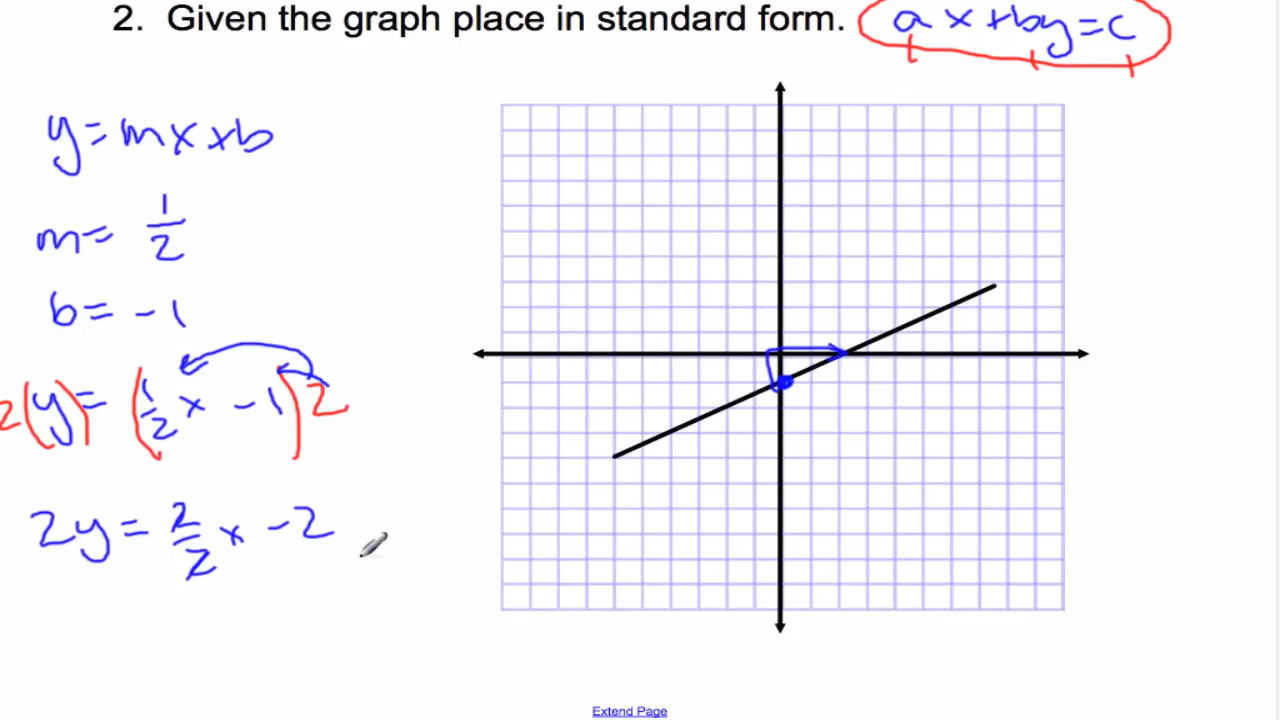 2. Given the graph place in standard form. ax+by=c
y=mx+b
m= 1/2
b= -1
2(y)= (1/2x -1)2
2y= 2/2x -2
Extend Page